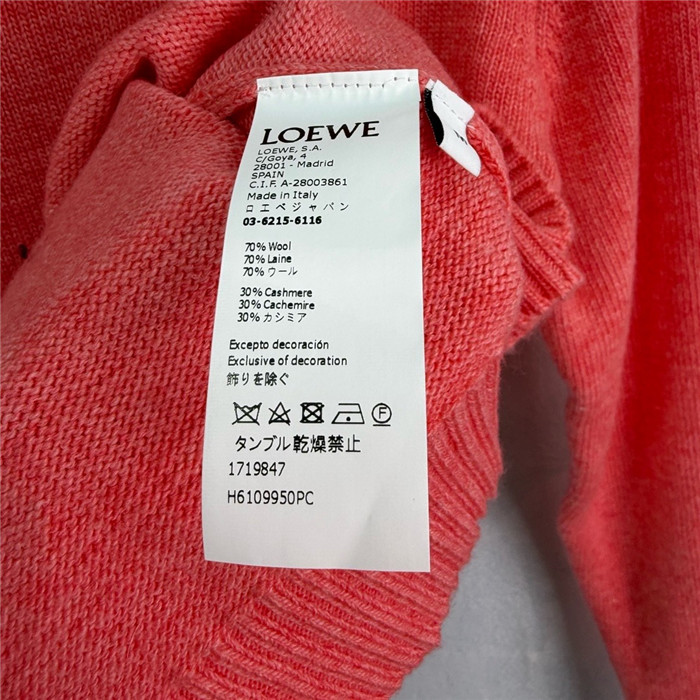 LOEWE
LOEWE, S.A.
C/Goya, 4
28001 - Madrid
SPAIN
C.I.F. A-28003861
Made in Italy
ロエベジャパン
03-6215-6116
70% Wool
70% Laine
70% ウール
30% Cashmere
30% Cachemire
30% カシミア
Excepto decoración
Exclusive of decoration
飾りを除ぐ
タンブル乾燥禁止
1719847
H6109950PC